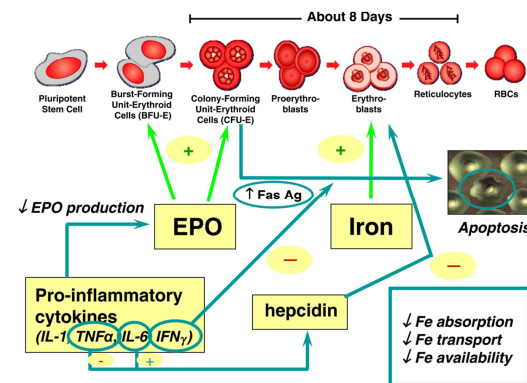 About 8 Days
Pluripotent
Stem Cell
Burst-Forming
Unit-Erythroid
Cells (BFU-E)
Colony-Forming
Unit-Erythroid
Cells (CFU-E)
Proerythro-
blasts
Erythro-
blasts
Reticulocytes
RBCs
+
+
↑ Fas Ag
↓ EPO production
EPO
Iron
Apoptosis
−
−
Pro-inflammatory
cytokines
(IL-1, TNFα, IL-6 IFNγ)
- +
hepcidin
↓ Fe absorption
↓ Fe transport
↓ Fe availability